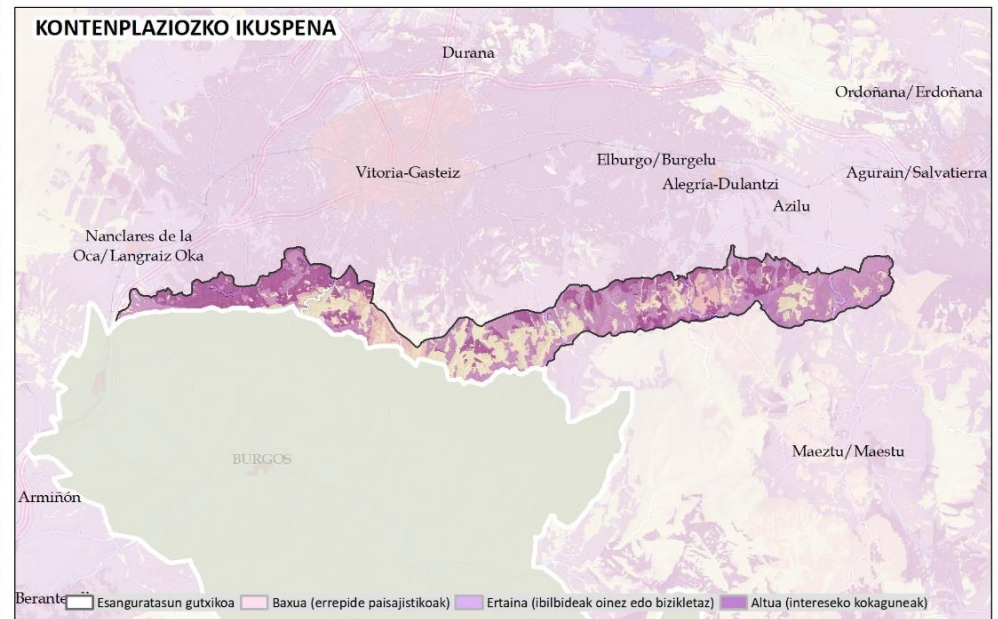 KONTENPLAZIOZKO IKUSPENA
Durana
Ordoñana/Erdoñana
Vitoria-Gasteiz
Elburgo/Burgelu
Alegría-Dulantzi
Agurain/Salvatierra
Azilu
Nanclares de la
Oca/Langraiz Oka
Maeztu/Maestu
BURGOS
Armiñón
Esanguratasun gutxikoa
Baxua (errepide paisajistikoak)
Ertaina (ibilbideak oinez edo bizikletaz)
Altua (intereseko kokaguneak)